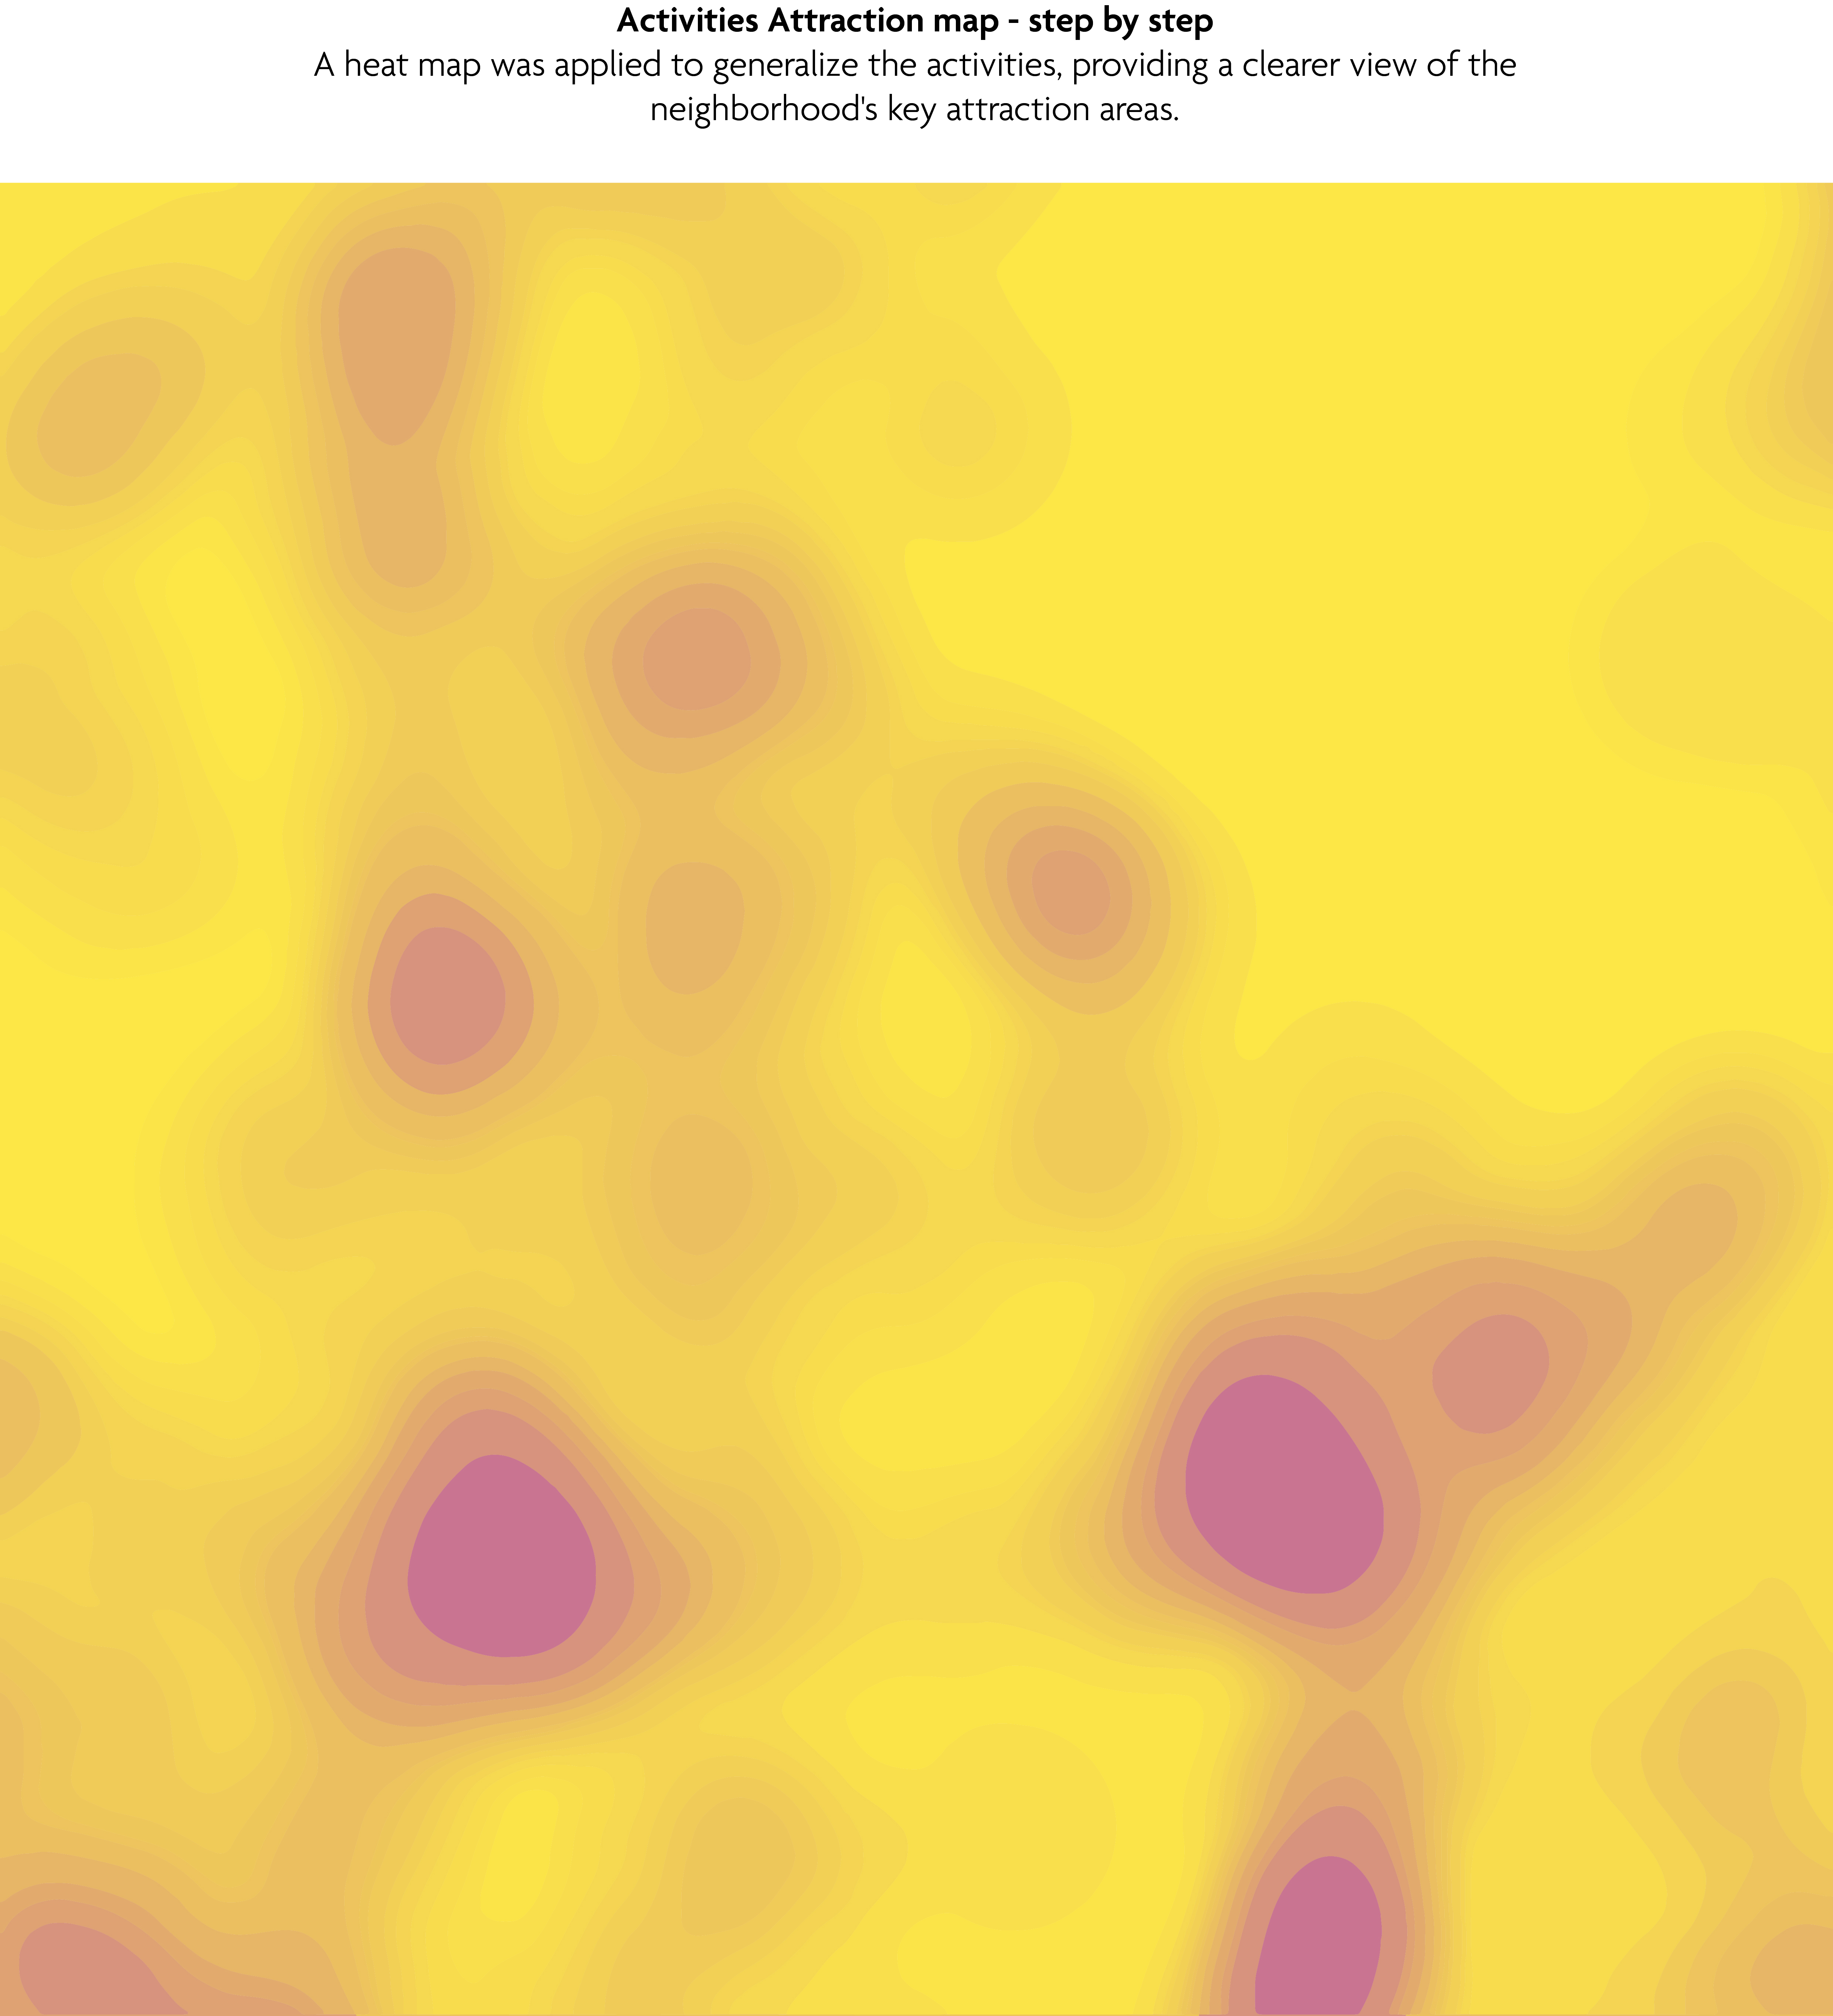 Activities Attraction map - step by step
A heat map was applied to generalize the activities, providing a clearer view of the
neighborhood's key attraction areas.